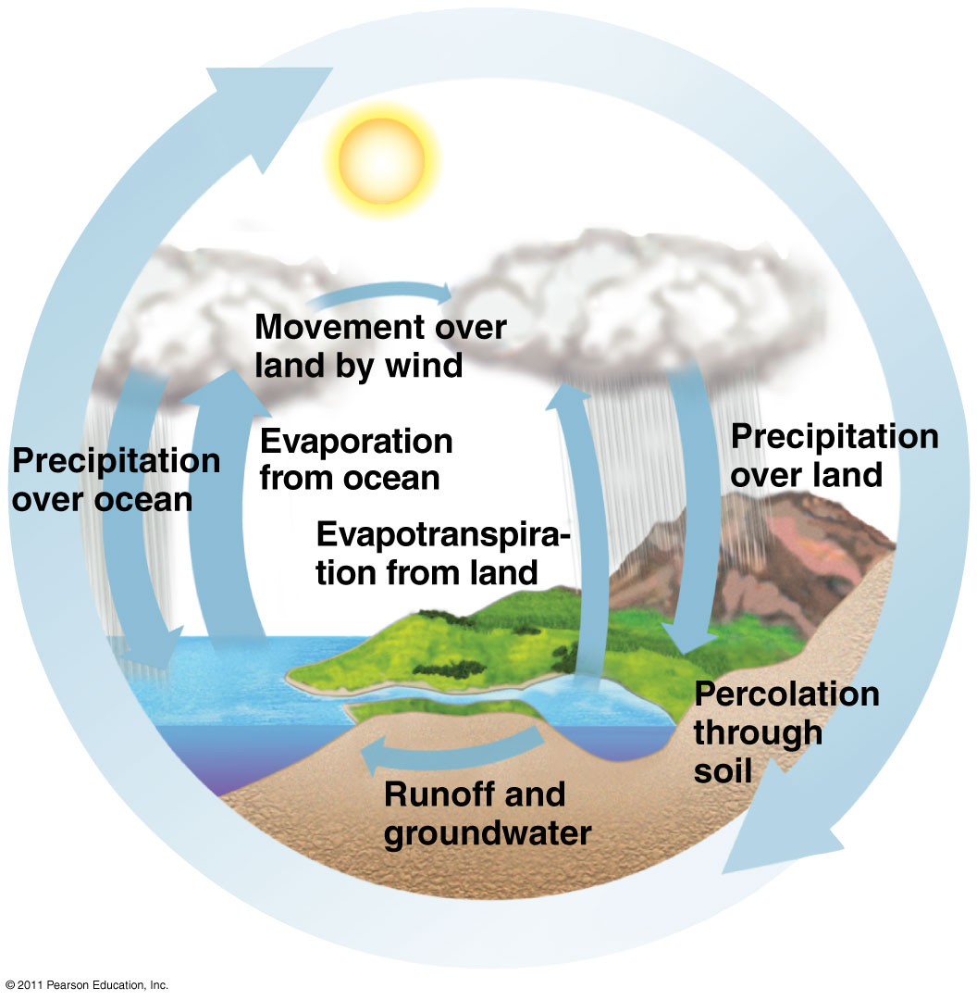 Movement over
land by wind
Precipitation
over ocean
Evaporation
from ocean
Precipitation
over land
Evapotranspira-
tion from land
Percolation
through
soil
Runoff and
groundwater
© 2011 Pearson Education, Inc.